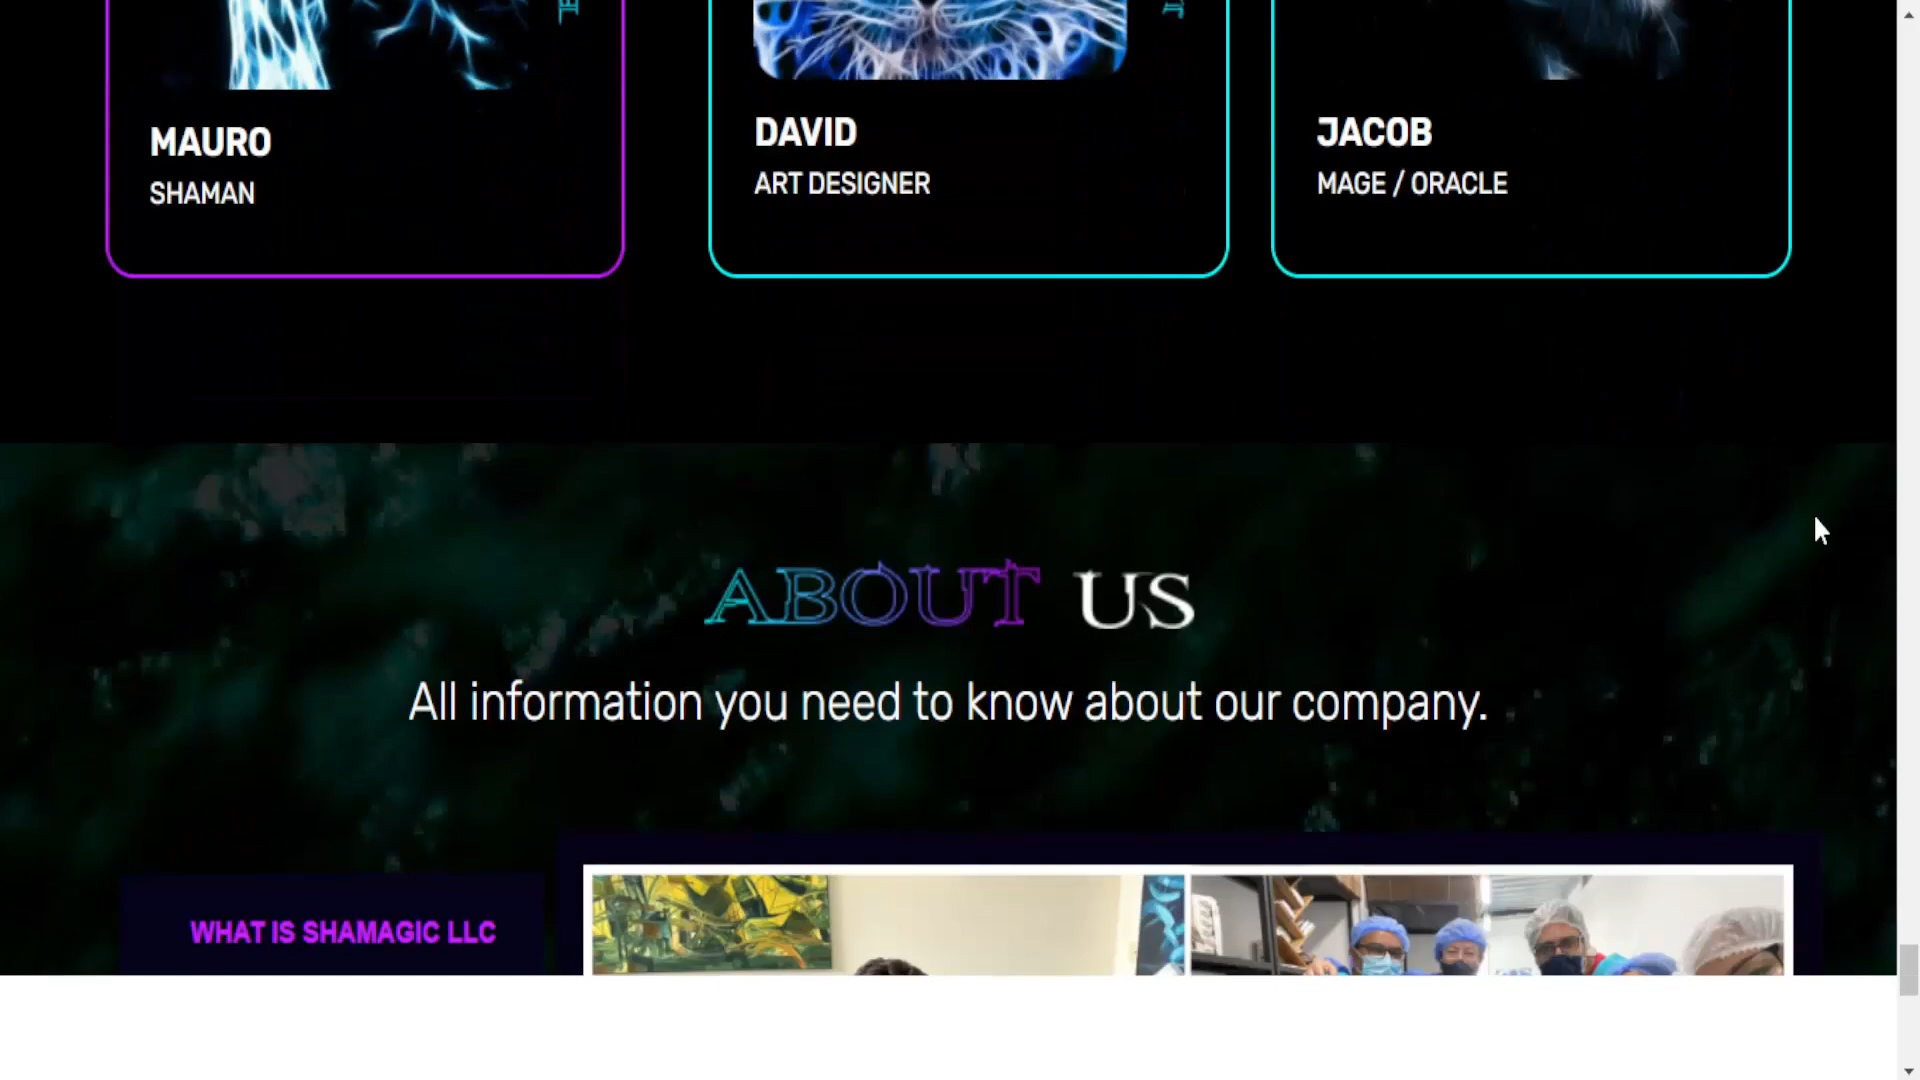 MAURO
SHAMAN
DAVID
ART DESIGNER
JACOB
MAGE / ORACLE
ABOUT US
All information you need to know about our company.
WHAT IS SHAMAGIC LLC